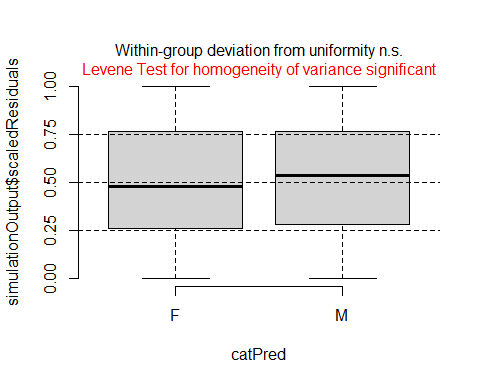 Within-group deviation from uniformity n.s.
Levene Test for homogeneity of variance significant
simulationOutput$scaledResiduals
1.00
0.75
0.50
0.25
0.00
F
M
catPred